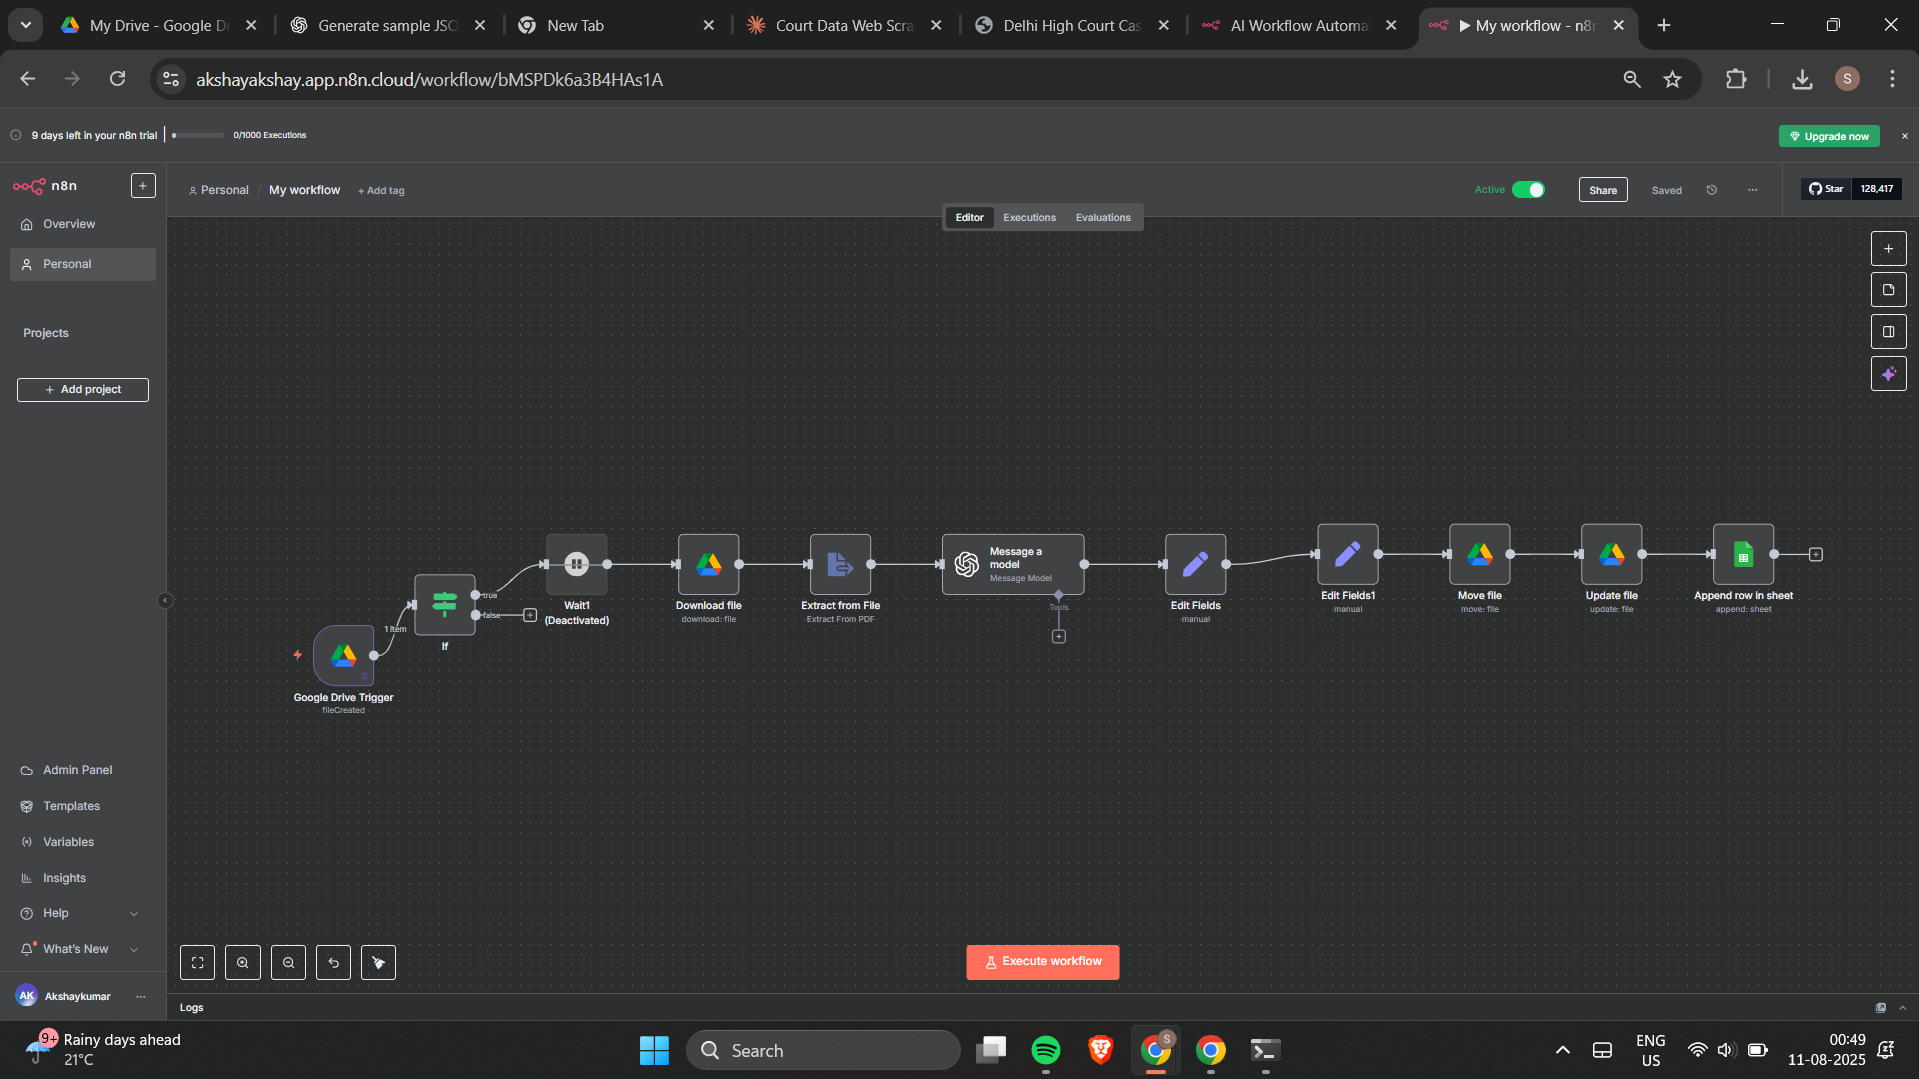 My Drive - Google Dr
Generate sample JSO
New Tab
Court Data Web Scra
Delhi High Court Cas
AI Workflow Automa
▶ My workflow - n8n
akshayakshay.app.n8n.cloud/workflow/bMSPDk6a3B4HAs1A
S
9 days left in your n8n trial
0/1000 Executions
Upgrade now
n8n
Personal / My workflow + Add tag
Active
Share
Saved
Star 128,417
Editor Executions Evaluations
Overview
Personal
Projects
+ Add project
Admin Panel
Templates
Variables
Insights
Help
What's New
AK Akshaykumar
Google Drive Trigger
fileCreated
1 item
If
true
false
Wait1
(Deactivated)
Download file
download: file
Extract from File
Extract From PDF
Message a
model
Message Model
Tools
Edit Fields
manual
Edit Fields1
manual
Move file
move: file
Update file
update: file
Append row in sheet
append: sheet
Execute workflow
Logs
9+
Rainy days ahead
21°C
Search
S
ENG
US
00:49
11-08-2025